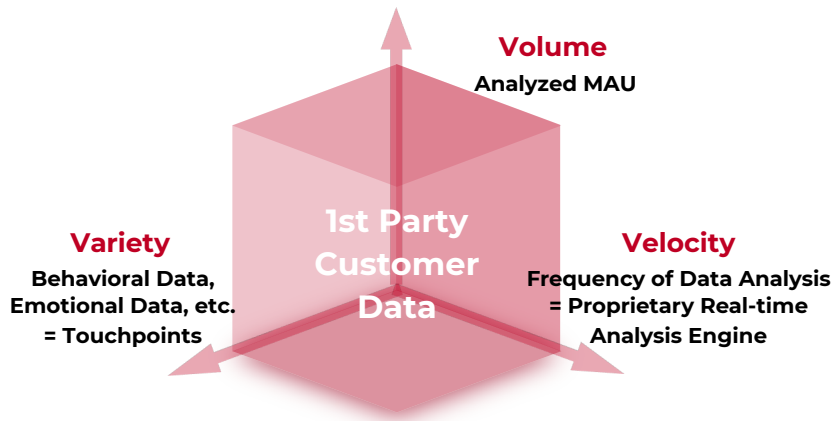 Volume
Analyzed MAU
1st Party
Customer
Data
Variety
Behavioral Data,
Emotional Data, etc.
= Touchpoints
Velocity
Frequency of Data Analysis
= Proprietary Real-time
Analysis Engine